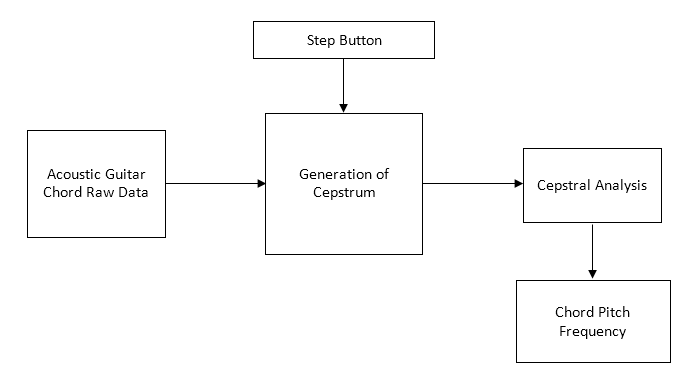 Step Button
Acoustic Guitar
Chord Raw Data
Generation of
Cepstrum
Cepstral Analysis
Chord Pitch
Frequency